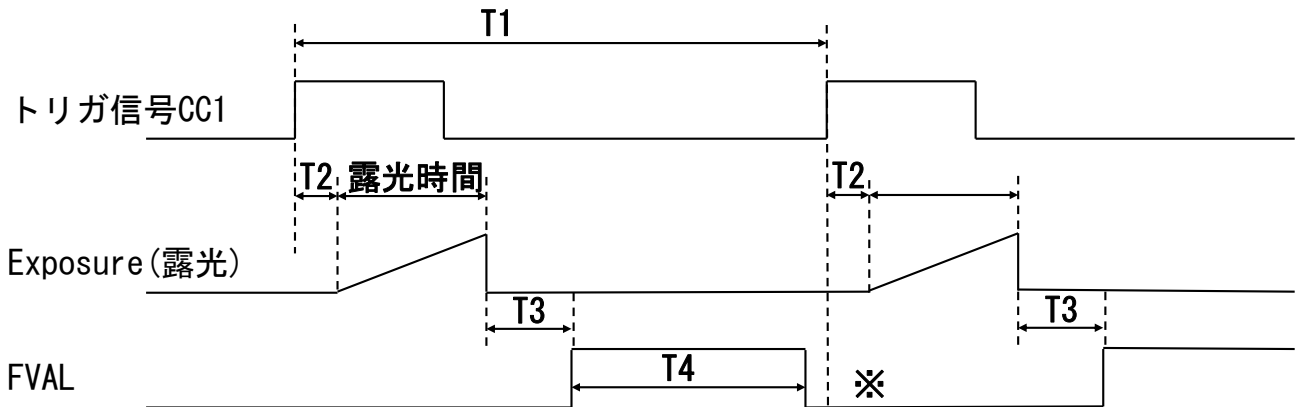 T1
トリガ信号CC1
T2 露光時間 T2
Exposure(露光)
T3 T3
FVAL T4 ※